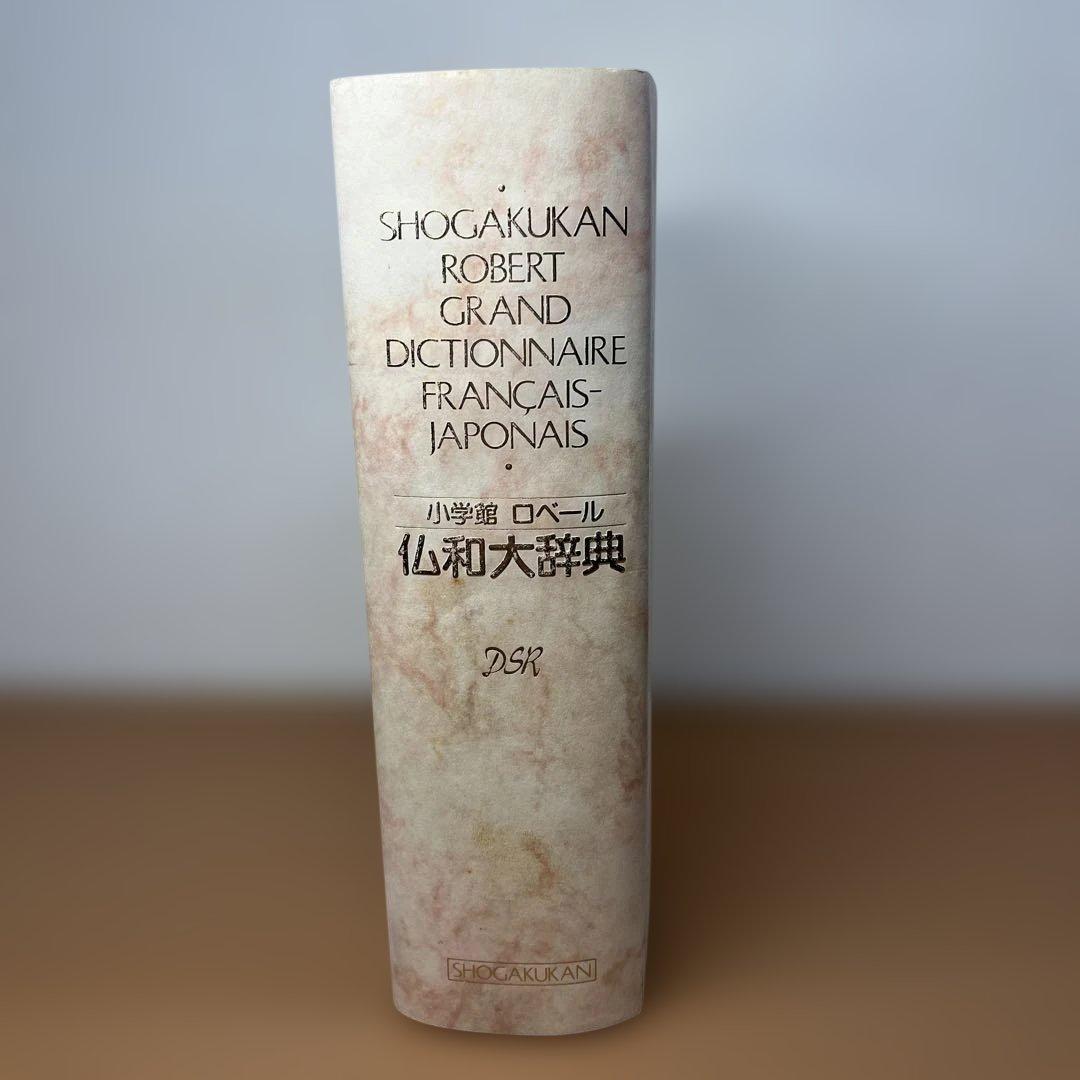 SHOGAKUKAN
ROBERT
GRAND
DICTIONNAIRE
FRANÇAIS-
JAPONAIS
小学館 ロベール
仏和大辞典
DSR
SHOGAKUKAN